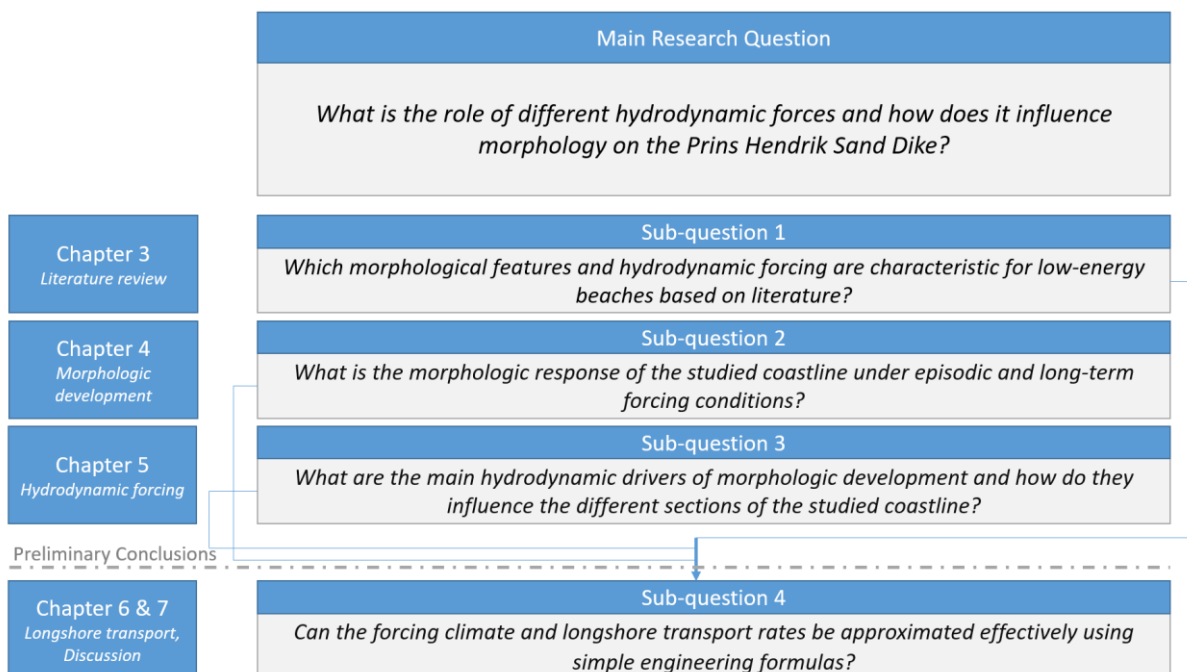 Main Research Question
What is the role of different hydrodynamic forces and how does it influence
morphology on the Prins Hendrik Sand Dike?
Chapter 3
Literature review
Sub-question 1
Which morphological features and hydrodynamic forcing are characteristic for low-energy
beaches based on literature?
Chapter 4
Morphologic
development
Sub-question 2
What is the morphologic response of the studied coastline under episodic and long-term
forcing conditions?
Chapter 5
Hydrodynamic forcing
Sub-question 3
What are the main hydrodynamic drivers of morphologic development and how do they
influence the different sections of the studied coastline?
Preliminary Conclusions
Chapter 6 & 7
Longshore transport,
Discussion
Sub-question 4
Can the forcing climate and longshore transport rates be approximated effectively using
simple engineering formulas?